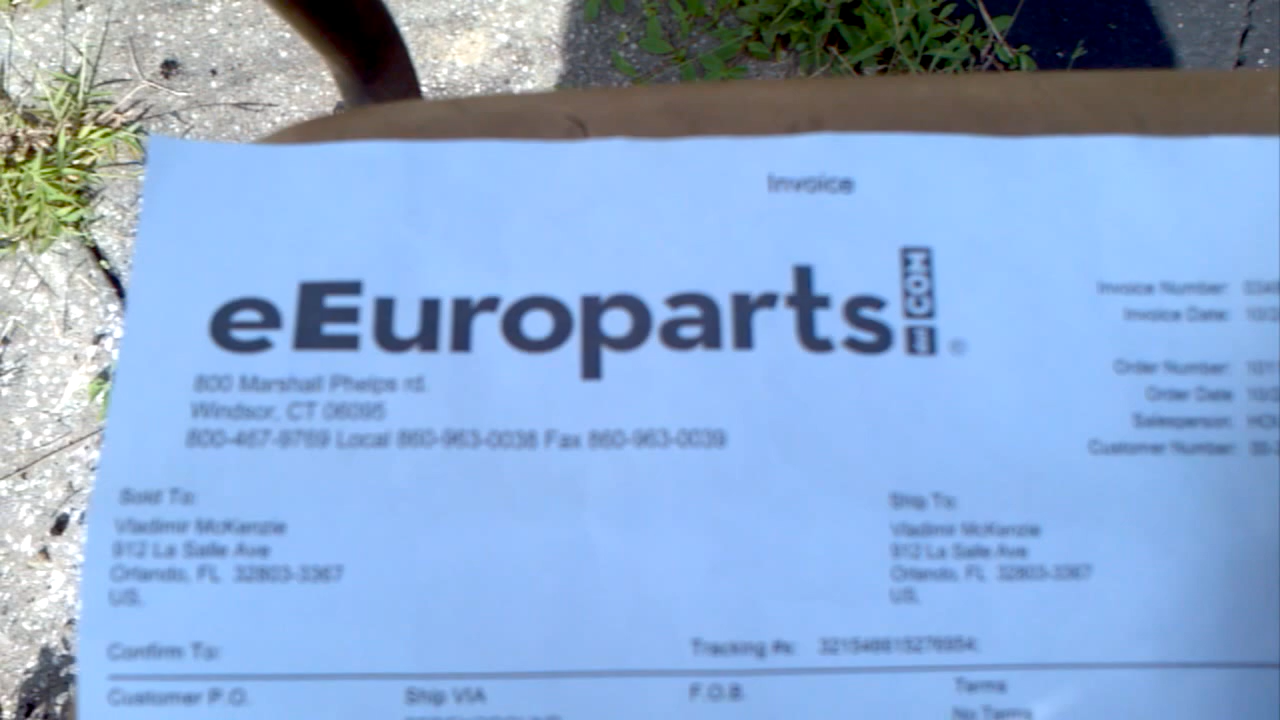 Invoice
eEuroparts.com®
Invoice Number:
Invoice Date:
Order Number:
Order Date
Salesperson:
Customer Number:
800 Marshall Phelps rd.
Windsor, CT 06095
800-467-9769 Local 860-963-0038 Fax 860-963-0039
Sold To:
Vladimir McKenzie
912 La Salle Ave
Orlando, FL 32803-3367
US.
Ship To:
Vladimir McKenzie
912 La Salle Ave
Orlando, FL 32803-3367
US.
Confirm To:
Tracking #s:
Customer P.O. Ship VIA F.O.B. Terms
No Terms